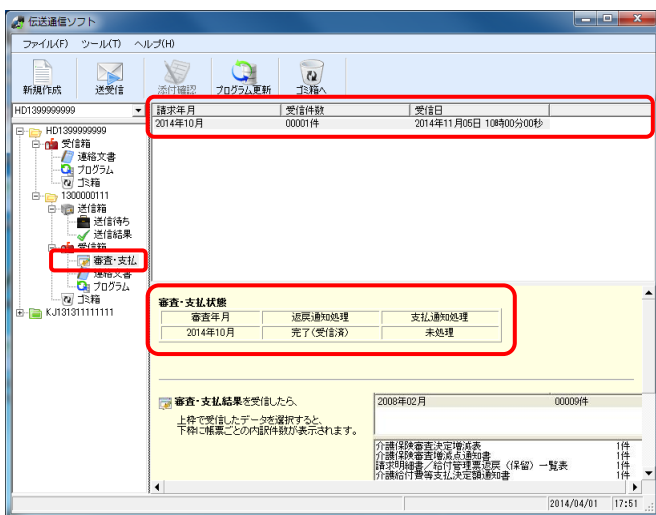 伝送通信ソフト
ファイル(F) ツール(T) ヘルプ(H)
新規作成 送受信 添付確認 プログラム更新 ゴミ箱へ
HD1399999999
請求年月 受信件数 受信日
2014年10月 00001件 2014年11月05日 10時00分00秒
HD1399999999
受信箱
連絡文書
プログラム
ゴミ箱
1300000111
送信箱
送信待ち
送信結果
受信箱
審査・支払
連絡文書
プログラム
ゴミ箱
KJ131311111111
審査・支払状態
審査年月 返戻通知処理 支払通知処理
2014年10月 完了(受信済) 未処理
審査・支払結果を受信したら、
上枠で受信したデータを選択すると、
下枠に帳票ごとの内訳件数が表示されます。
2008年02月 00009件
介護保険審査決定増減表 1件
介護保険審査増減点通知書 1件
請求明細書/給付管理票返戻(保留)一覧表 1件
介護給付費等支払決定額通知書 1件
2014/04/01 17:51